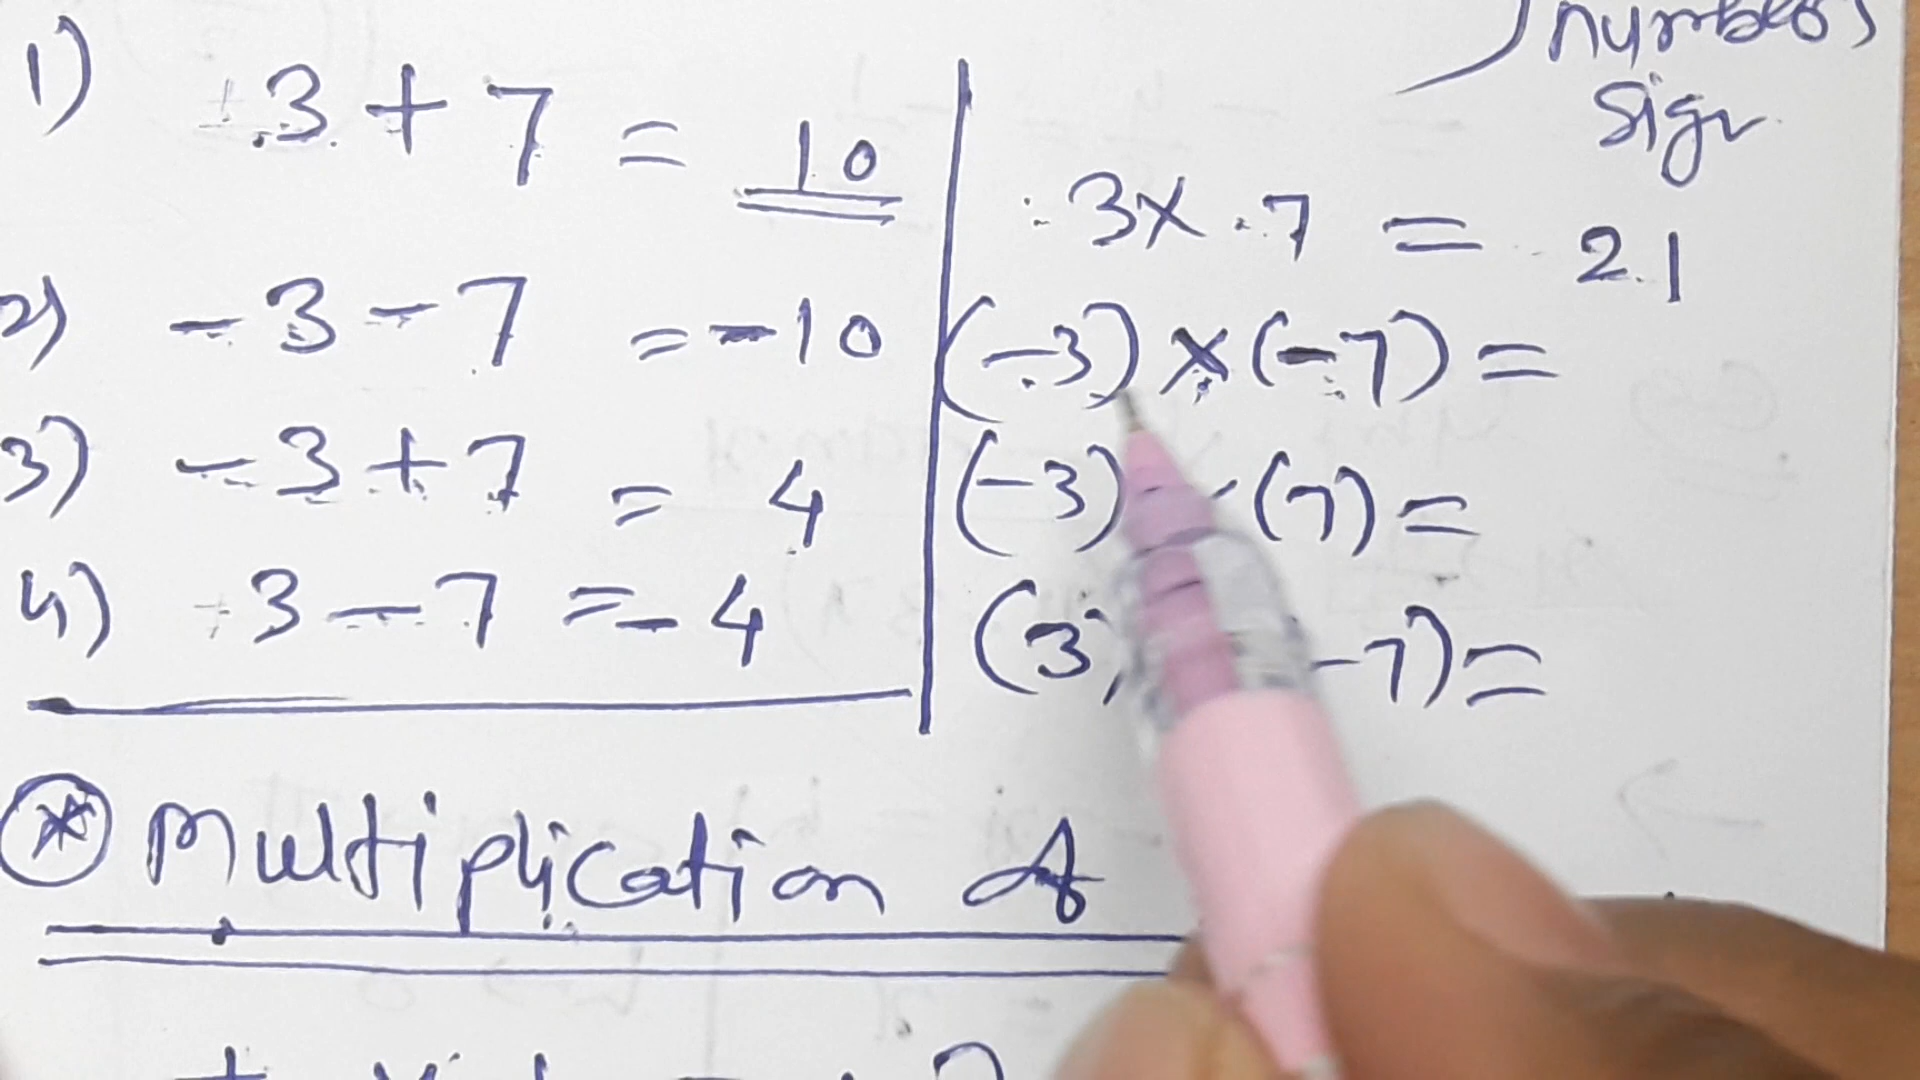 numbers
sign
1) +3 + 7 = 10
2) -3 - 7 = -10
3) -3 + 7 = 4
4) +3 - 7 = -4
3 × 7 = 21
(-3) × (-7) =
(-3) (7) =
(3) -7) =
* Multiplication of